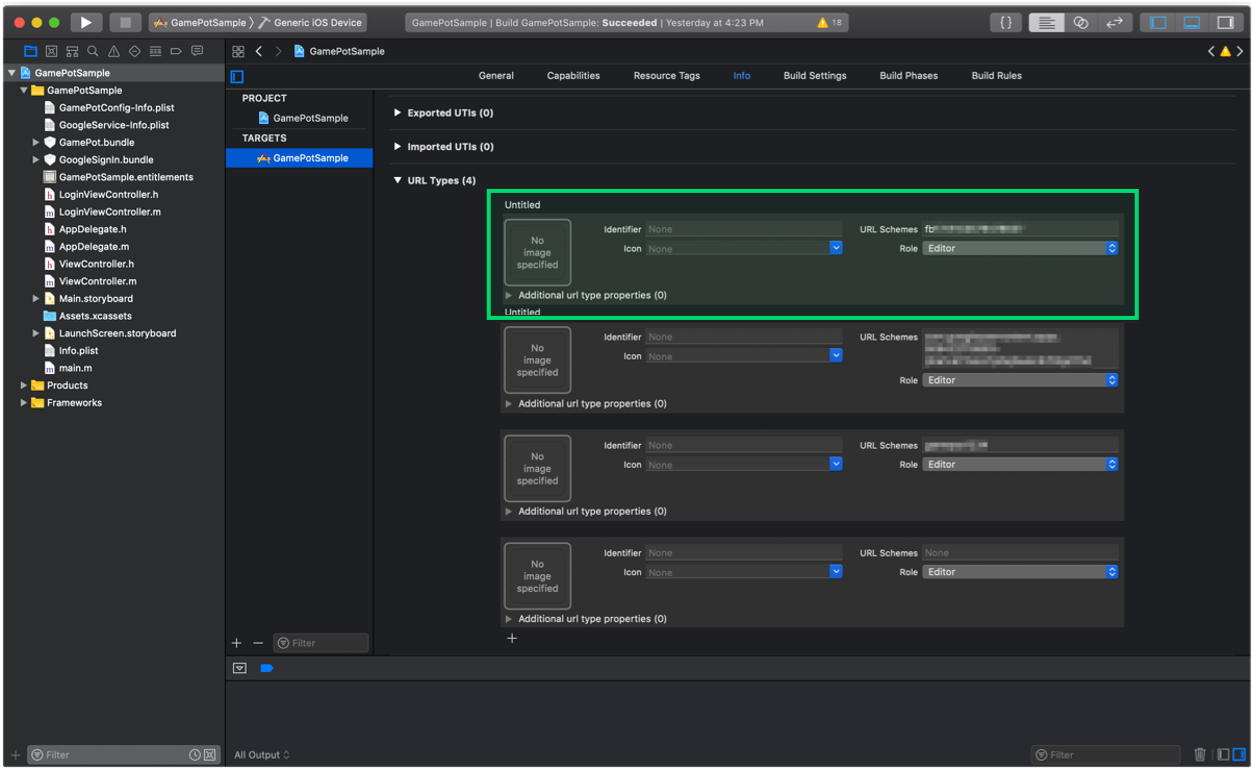 GamePotSample
Generic iOS Device
GamePotSample | Build GamePotSample: Succeeded | Yesterday at 4:23 PM
18
{ }
GamePotSample
GamePotSample
General
Capabilities
Resource Tags
Info
Build Settings
Build Phases
Build Rules
GamePotSample
GamePotConfig-Info.plist
GoogleService-Info.plist
GamePot.bundle
GoogleSignIn.bundle
GamePotSample.entitlements
h LoginViewController.h
m LoginViewController.m
h AppDelegate.h
m AppDelegate.m
h ViewController.h
m ViewController.m
Main.storyboard
Assets.xcassets
LaunchScreen.storyboard
Info.plist
m main.m
Products
Frameworks
PROJECT
GamePotSample
TARGETS
GamePotSample
Exported UTIs (0)
Imported UTIs (0)
URL Types (4)
Untitled
No image specified
Identifier None
URL Schemes fb
Icon None
Role Editor
Additional url type properties (0)
Untitled
No image specified
Identifier None
URL Schemes
Icon None
Role Editor
Additional url type properties (0)
No image specified
Identifier None
URL Schemes
Icon None
Role Editor
Additional url type properties (0)
No image specified
Identifier None
URL Schemes None
Icon None
Role Editor
Additional url type properties (0)
+
+ − Filter
+ Filter
All Output
Filter